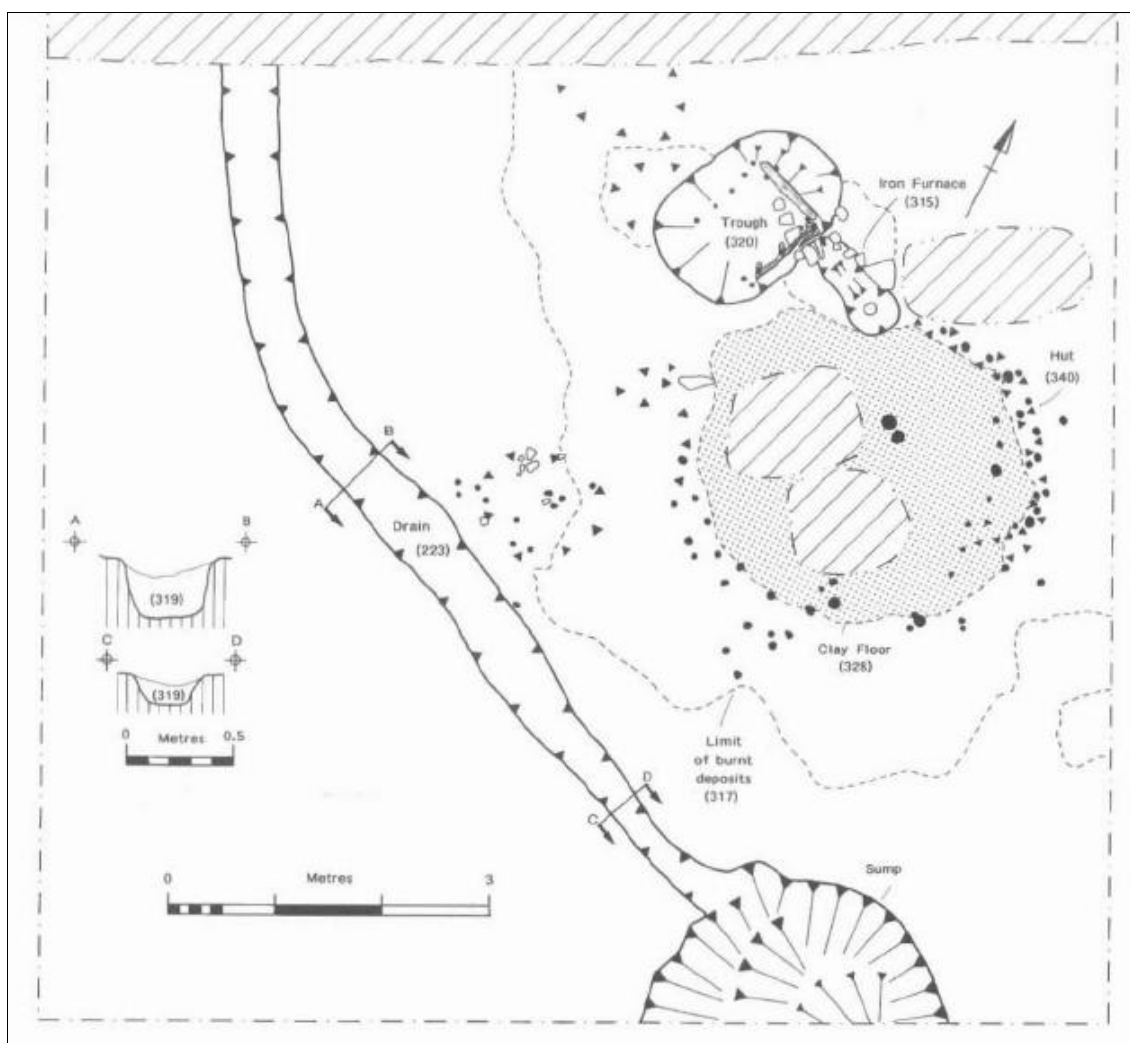 Iron Furnace
(315)
Trough
(320)
Hut
(340)
B
A
Drain
(223)
A
B
(319)
C
D
(319)
0
Metres
0.5
Clay Floor
(328)
Limit
of burnt
deposits
(317)
D
C
0
Metres
3
Sump